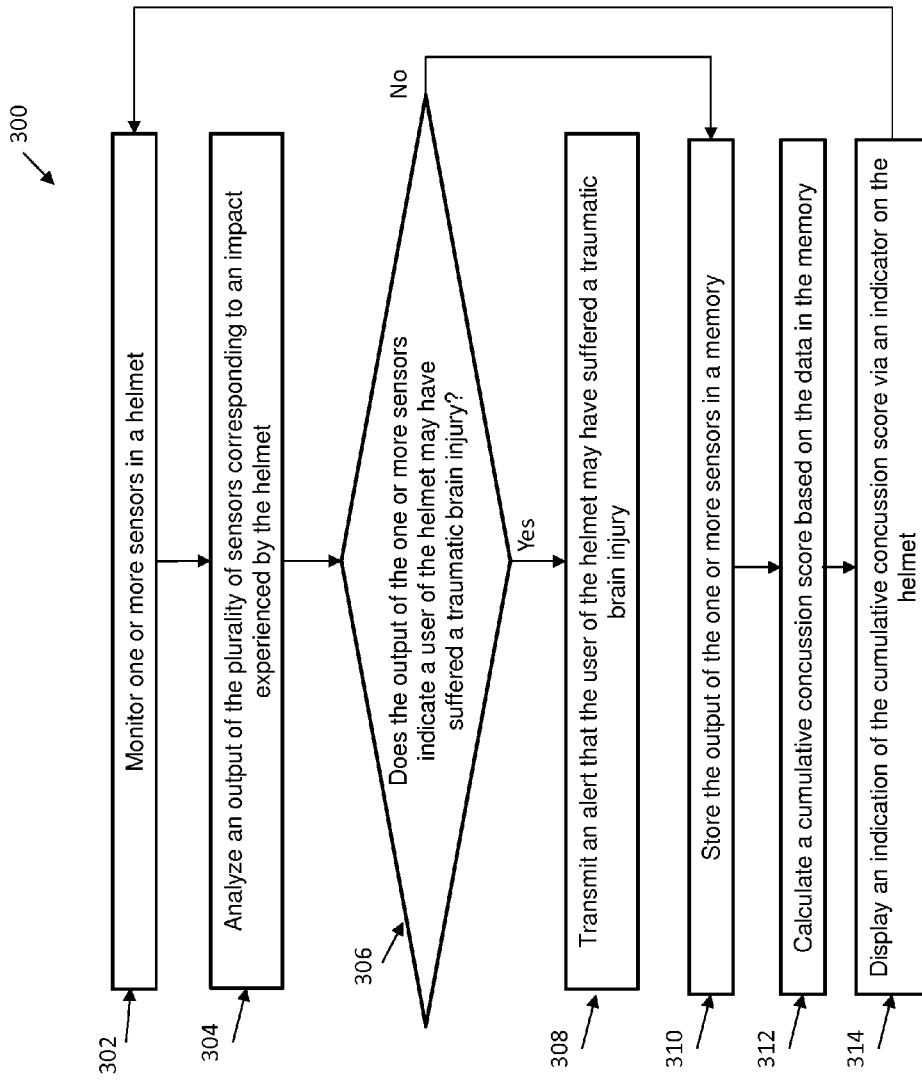 300
302
Monitor one or more sensors in a helmet
304
Analyze an output of the plurality of sensors corresponding to an impact
experienced by the helmet
306
Does the output of the one or more sensors
indicate a user of the helmet may have
suffered a traumatic brain injury?
No
Yes
308
Transmit an alert that the user of the helmet may have suffered a traumatic
brain injury
310
Store the output of the one or more sensors in a memory
312
Calculate a cumulative concussion score based on the data in the memory
314
Display an indication of the cumulative concussion score via an indicator on the
helmet